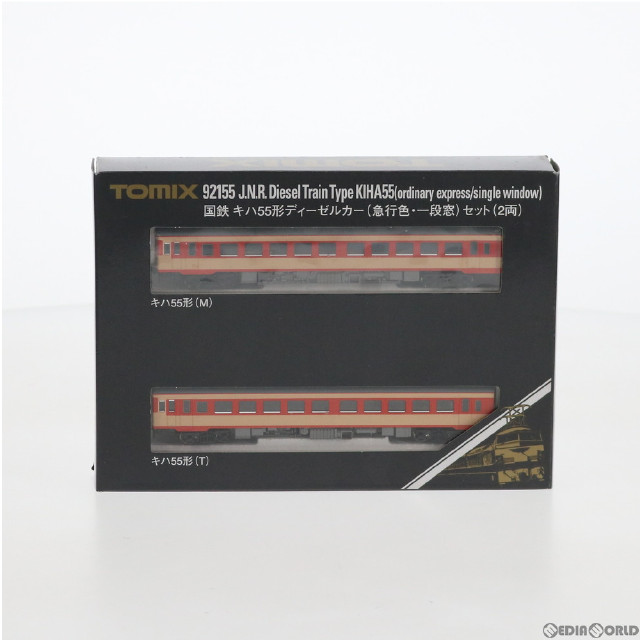 TOMIX 92155 J.N.R. Diesel Train Type KIHA55(ordinary express/single window)
国鉄 キハ55形ディーゼルカー(急行色・一段窓)セット(2両)
キハ55形(M)
キハ55形(T)
©MEDIAWORLD